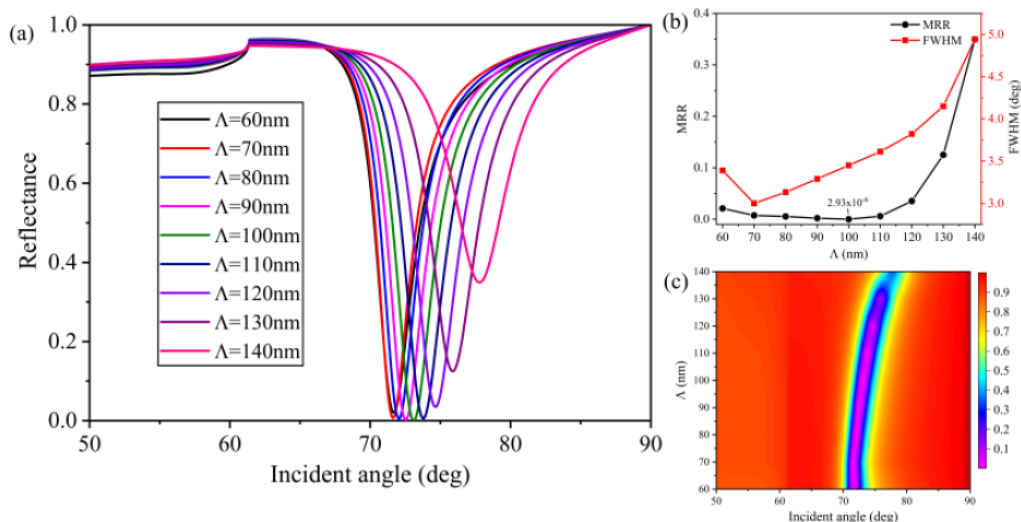 (a)
1.0
0.8
0.6
0.4
0.2
0.0
Reflectance
50
60
70
80
90
Incident angle (deg)
Λ=60nm
Λ=70nm
Λ=80nm
Λ=90nm
Λ=100nm
Λ=110nm
Λ=120nm
Λ=130nm
Λ=140nm
(b)
MRR
FWHM
0.4
0.3
0.2
0.1
0.0
MRR
5.0
4.5
4.0
3.5
3.0
FWHM (deg)
2.93x10⁻⁶
60 70 80 90 100 110 120 130 140
Λ (nm)
(c)
140
130
120
110
100
90
80
70
60
Λ (nm)
50 60 70 80 90
Incident angle (deg)
0.9
0.8
0.7
0.6
0.5
0.4
0.3
0.2
0.1